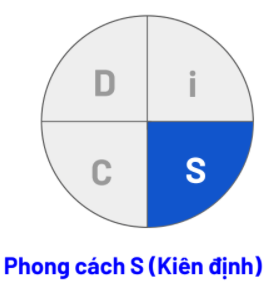 D i
C S
Phong cách S (Kiên định)